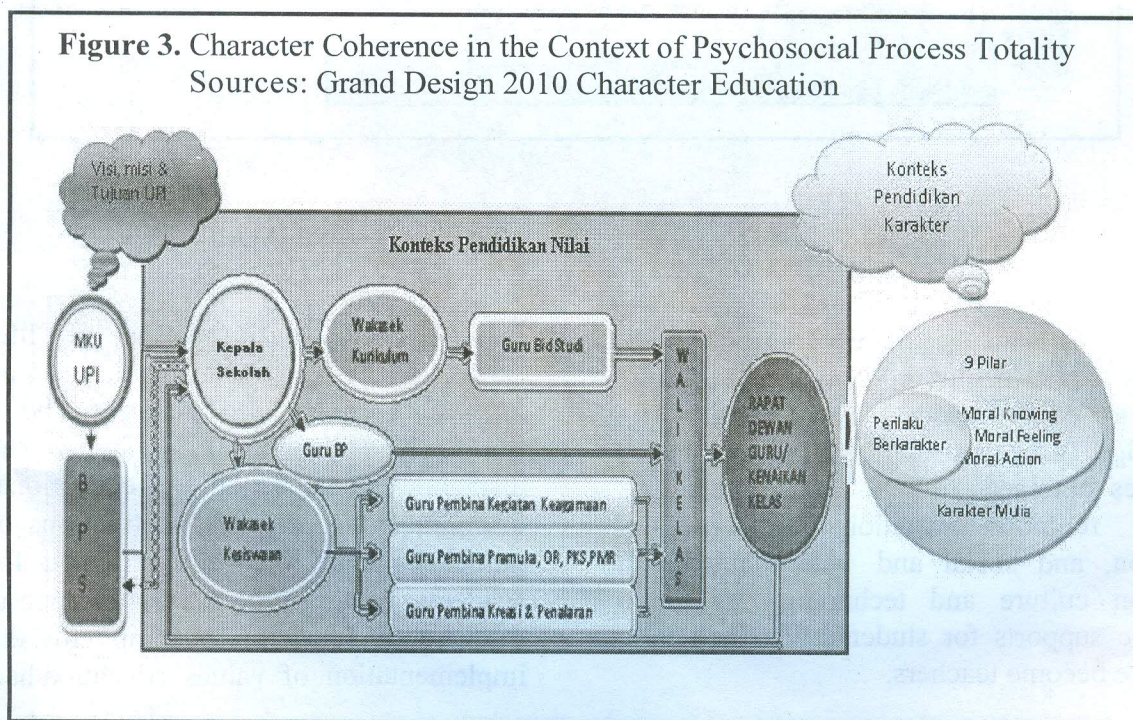 Figure 3. Character Coherence in the Context of Psychosocial Process Totality
Sources: Grand Design 2010 Character Education
Visi, misi &
Tujuan UPI
Konteks
Pendidikan
Karakter
Konteks Pendidikan Nilai
MKU
UPI
Kepala
Sekolah
Wakasek
Kurikulum
Guru Bid Studi
WALI KELAS
RAPAT
DEWAN
GURU/
KENAIKAN
KELAS
9 Pilar
Perilaku
Berkarakter
Moral Knowing
Moral Feeling
Moral Action
Karakter Mulia
Guru BP
B
P
S
Wakasek
Kesiswaan
Guru Pembina Kegiatan Keagamaan
Guru Pembina Pramuka, OR, PKS,PMR
Guru Pembina Kreasi & Penalaran